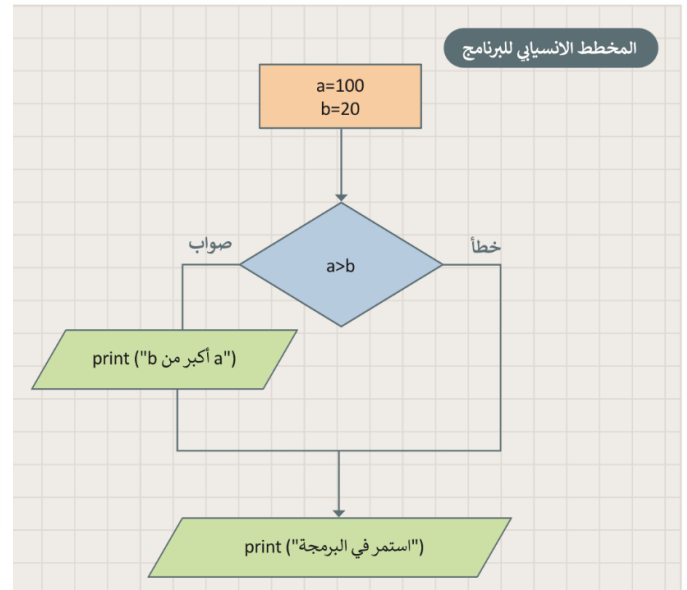 المخطط الانسيابي للبرنامج
a=100
b=20
a>b
صواب
خطأ
print ("b أكبر من a")
print ("استمر في البرمجة")